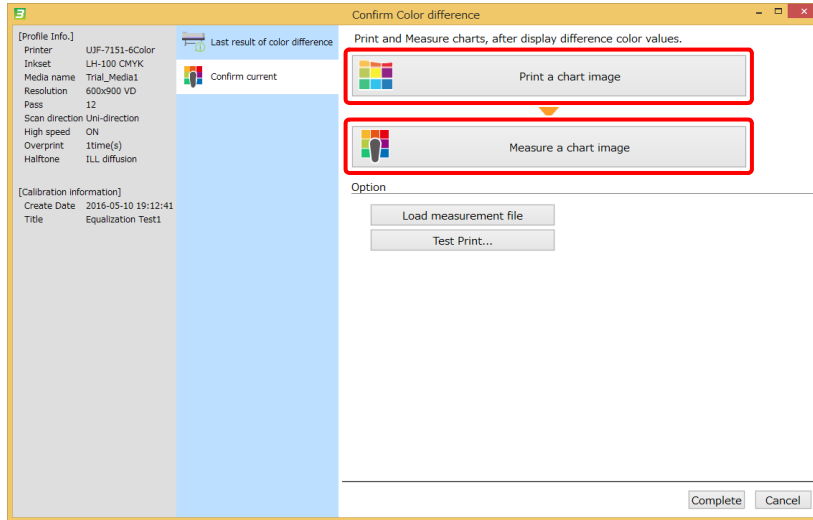 Confirm Color difference
[Profile Info.]
Printer UJF-7151-6Color
Inkset LH-100 CMYK
Media name Trial_Media1
Resolution 600x900 VD
Pass 12
Scan direction Uni-direction
High speed ON
Overprint 1time(s)
Halftone ILL diffusion
[Calibration information]
Create Date 2016-05-10 19:12:41
Title Equalization Test1
Last result of color difference
Confirm current
Print and Measure charts, after display difference color values.
Print a chart image
Measure a chart image
Option
Load measurement file
Test Print...
Complete Cancel